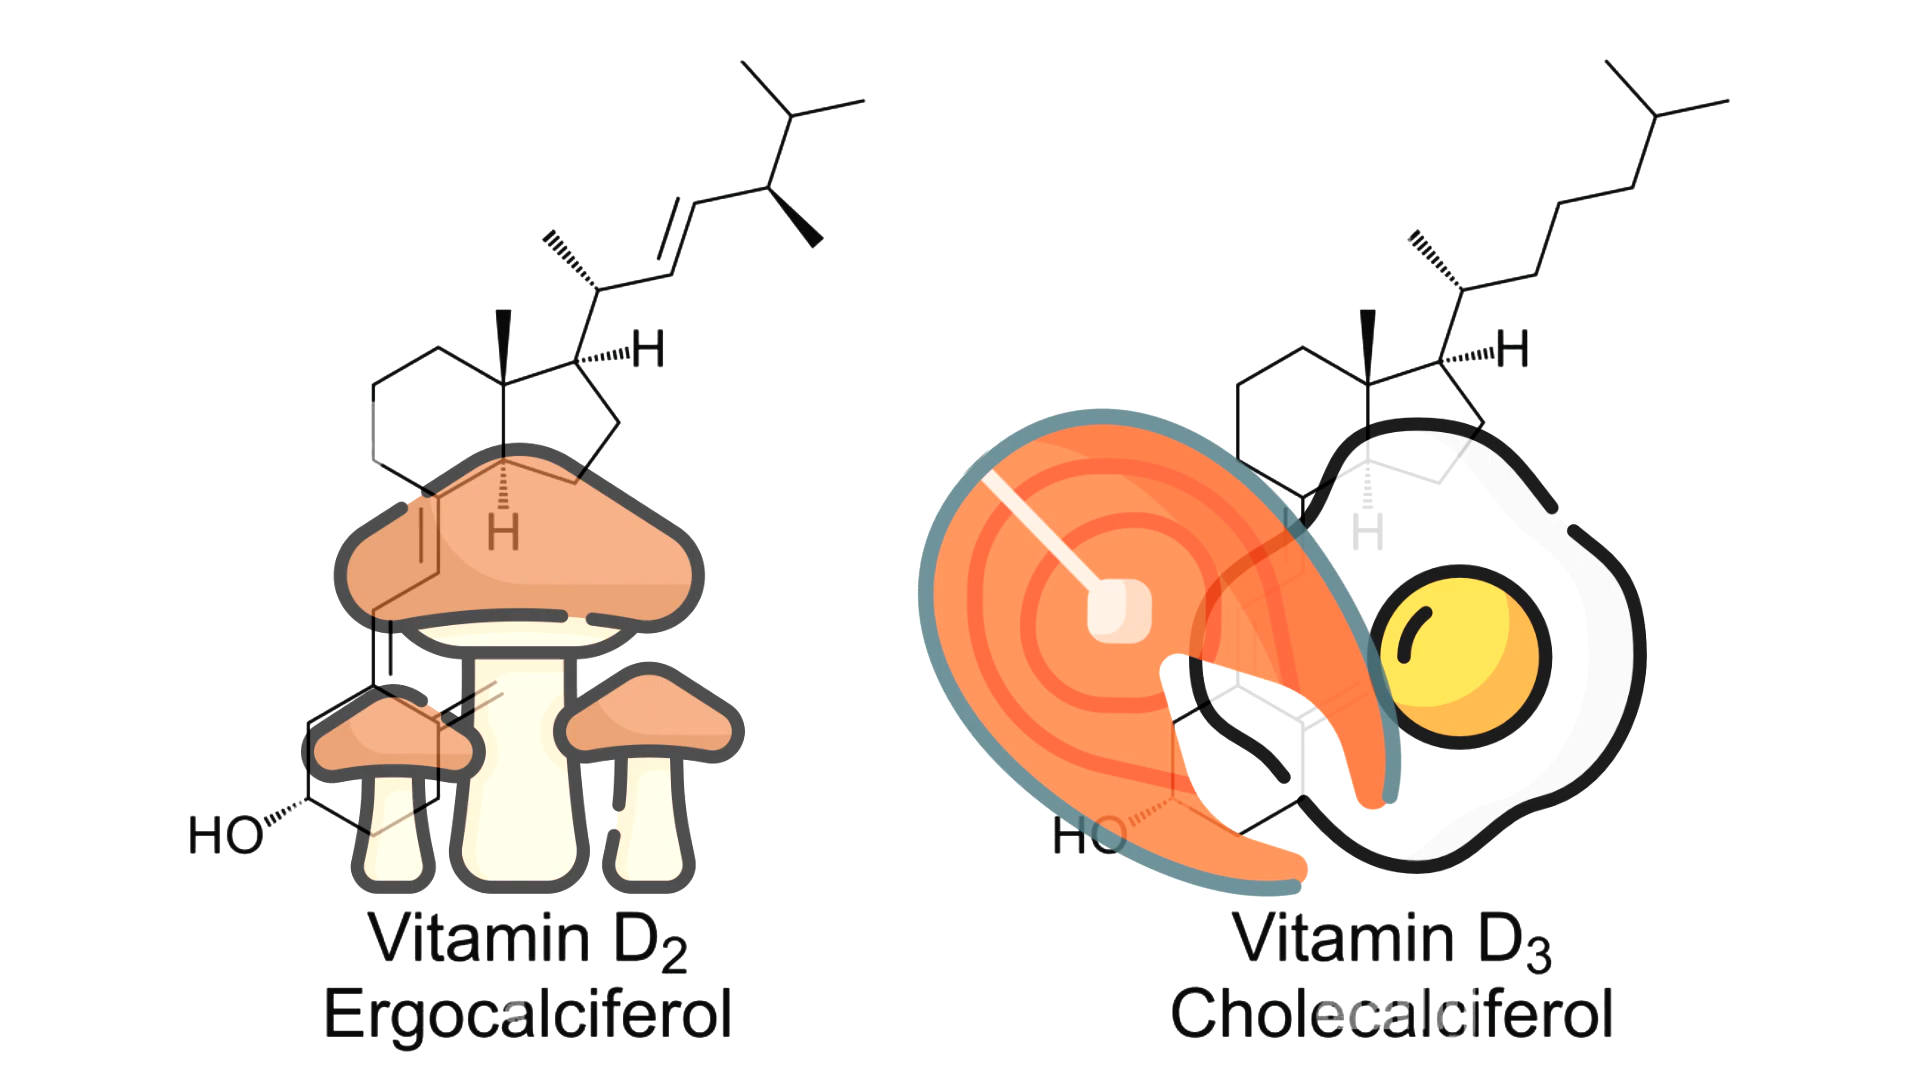 H
H
HO
Vitamin D₂
Ergocalciferol
H
H
HO
Vitamin D₃
Cholecalciferol